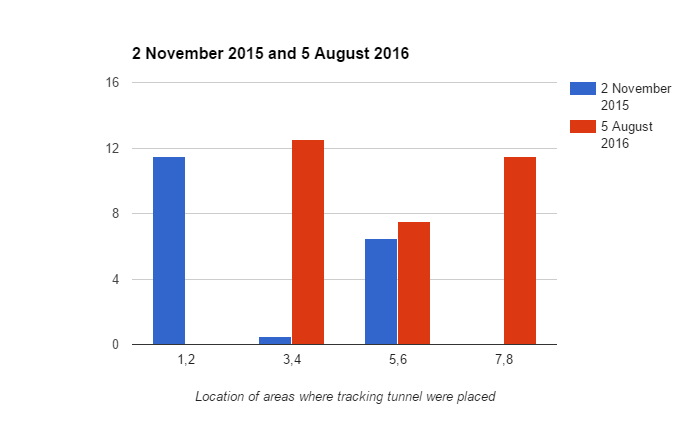 2 November 2015 and 5 August 2016
16
12
8
4
0
2 November
2015
5 August
2016
1,2
3,4
5,6
7,8
Location of areas where tracking tunnel were placed